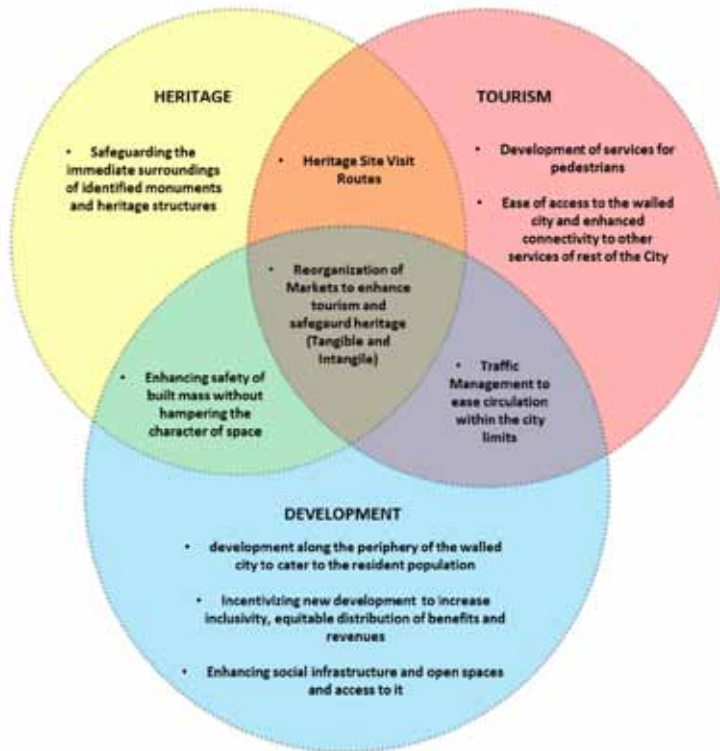 HERITAGE
• Safeguarding the
immediate surroundings
of identified monuments
and heritage structures
• Heritage Site Visit
Routes
TOURISM
• Development of services for
pedestrians
• Ease of access to the walled
city and enhanced
connectivity to other
services of rest of the City
• Reorganization of
Markets to enhance
tourism and
safegaurd heritage
(Tangible and
Intangile)
• Enhancing safety of
built mass without
hampering the
character of space
• Traffic
Management to
ease circulation
within the city
limits
DEVELOPMENT
• development along the periphery of the walled
city to cater to the resident population
• Incentivizing new development to increase
inclusivity, equitable distribution of benefits and
revenues
• Enhancing social infrastructure and open spaces
and access to it